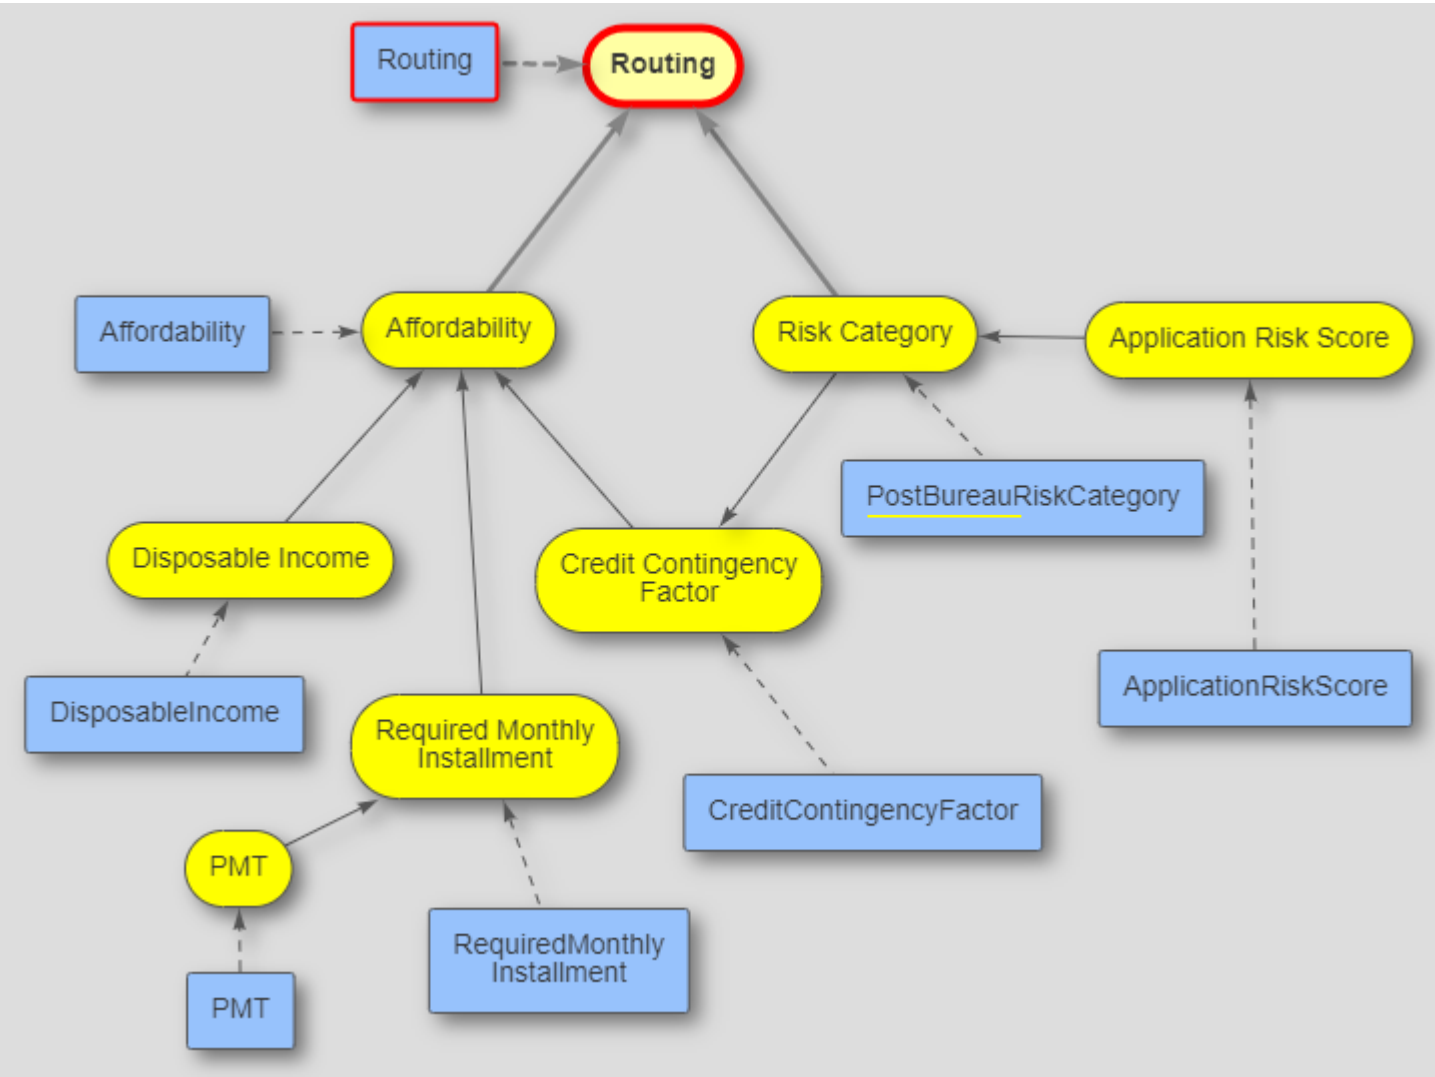 Routing
Routing
Affordability
Affordability
Risk Category
Application Risk Score
PostBureauRiskCategory
Disposable Income
Credit Contingency
Factor
DisposableIncome
ApplicationRiskScore
Required Monthly
Installment
CreditContingencyFactor
PMT
RequiredMonthly
Installment
PMT